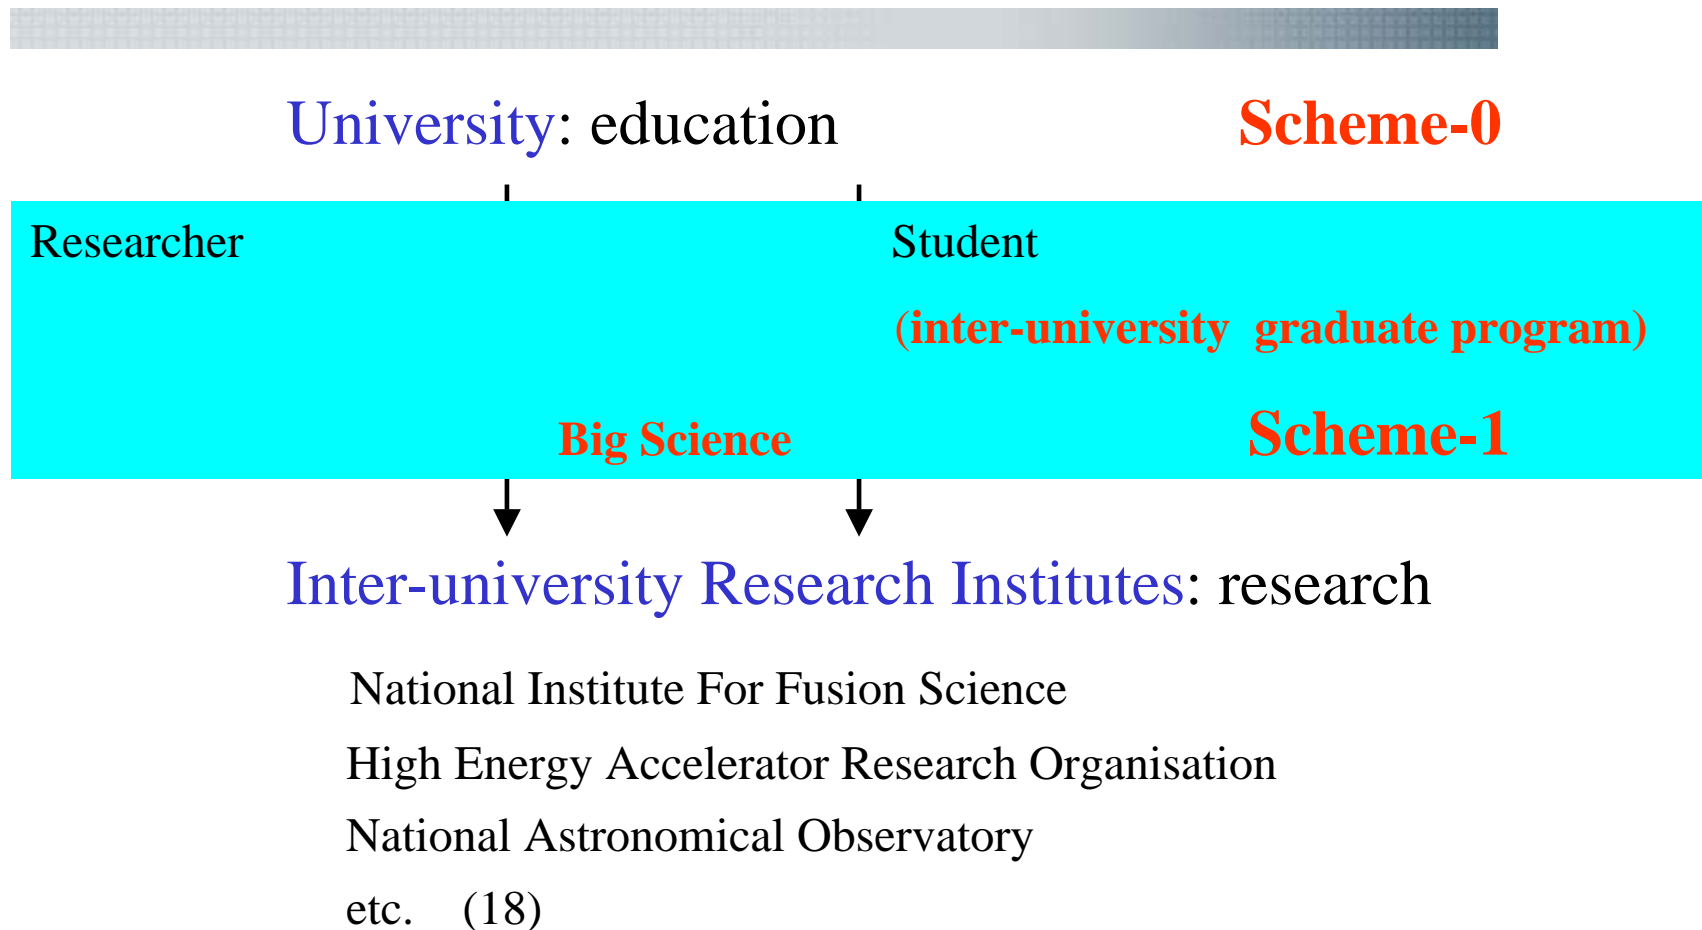 University: education Scheme-0
Researcher Student
(inter-university graduate program)
Big Science Scheme-1
Inter-university Research Institutes: research
National Institute For Fusion Science
High Energy Accelerator Research Organisation
National Astronomical Observatory
etc. (18)